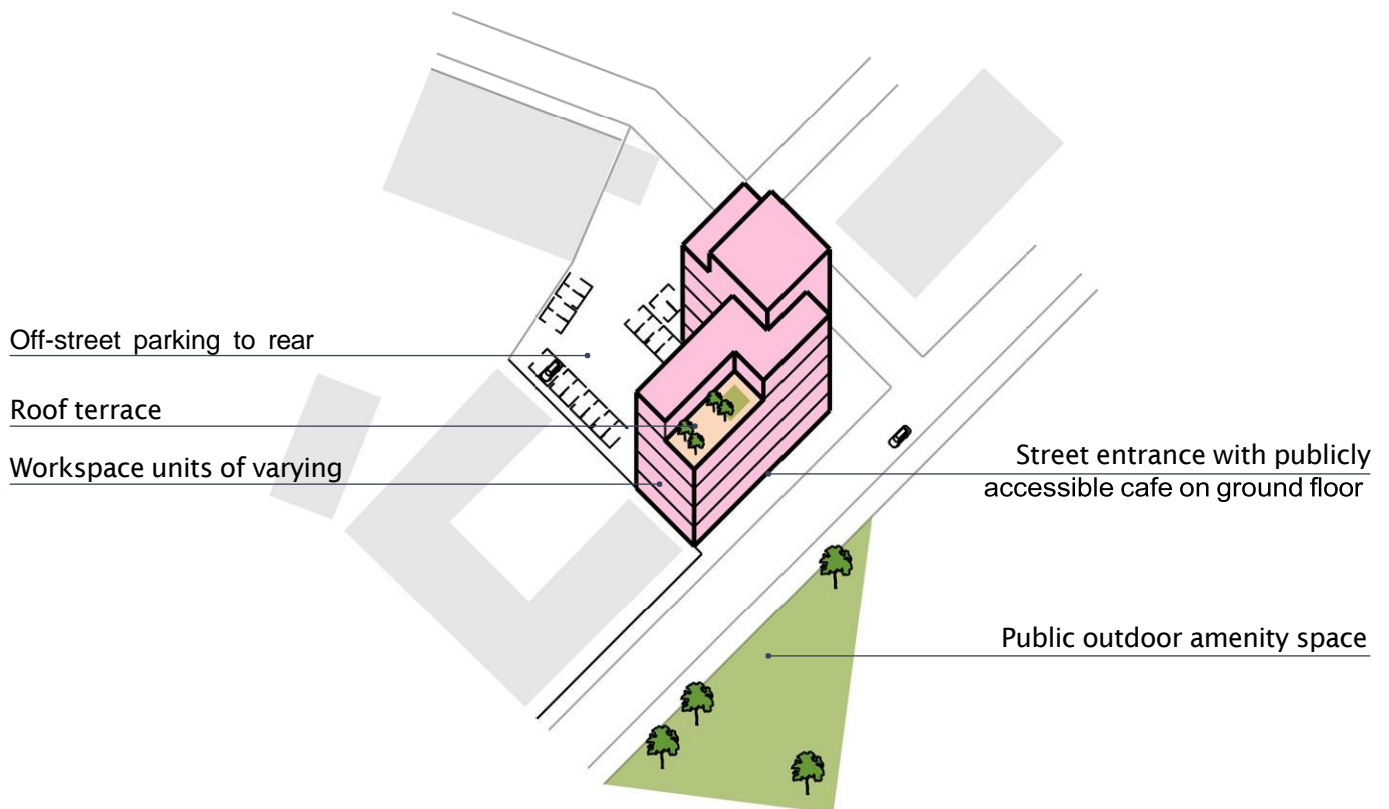 Off-street parking to rear
Roof terrace
Workspace units of varying
Street entrance with publicly
accessible cafe on ground floor
Public outdoor amenity space